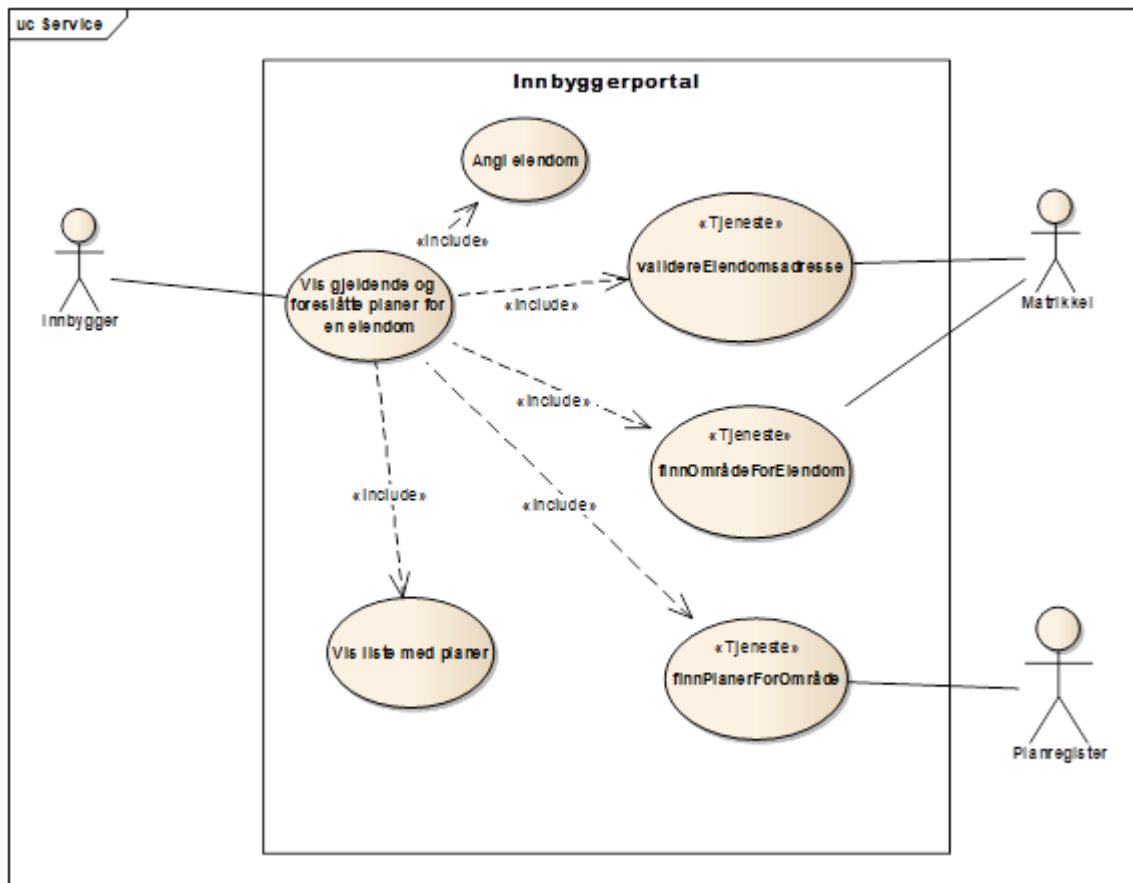 uc Service
Innbyggerportal
Angi eiendom
«include»
«Tjeneste»
validereEiendomsadresse
Vis gjeldende og
foreslåtte planer for
en eiendom
«include»
Innbygger
Matrikkel
«include»
«Tjeneste»
finnOmrådeForEiendom
«include»
«include»
Vis liste med planer
«Tjeneste»
finnPlanerForOmråde
Planregister